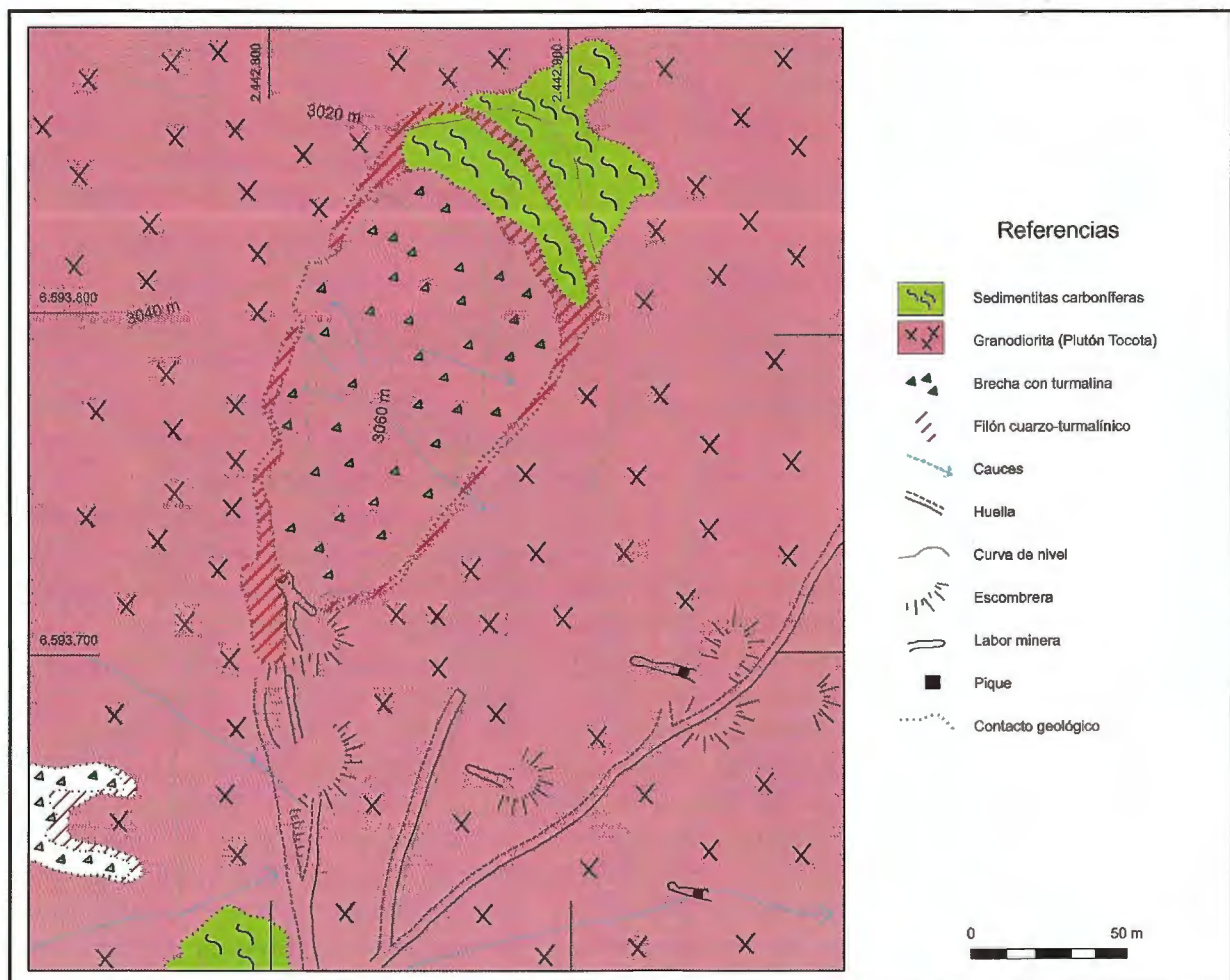 2.442.800
2.442.900
3020 m
6.593.800
3040 m
3060 m
6.593.700
Referencias
Sedimentitas carboníferas
Granodiorita (Plutón Tocota)
Brecha con turmalina
Filón cuarzo-turmalínico
Cauces
Huella
Curva de nivel
Escombrera
Labor minera
Pique
Contacto geológico
0 50 m